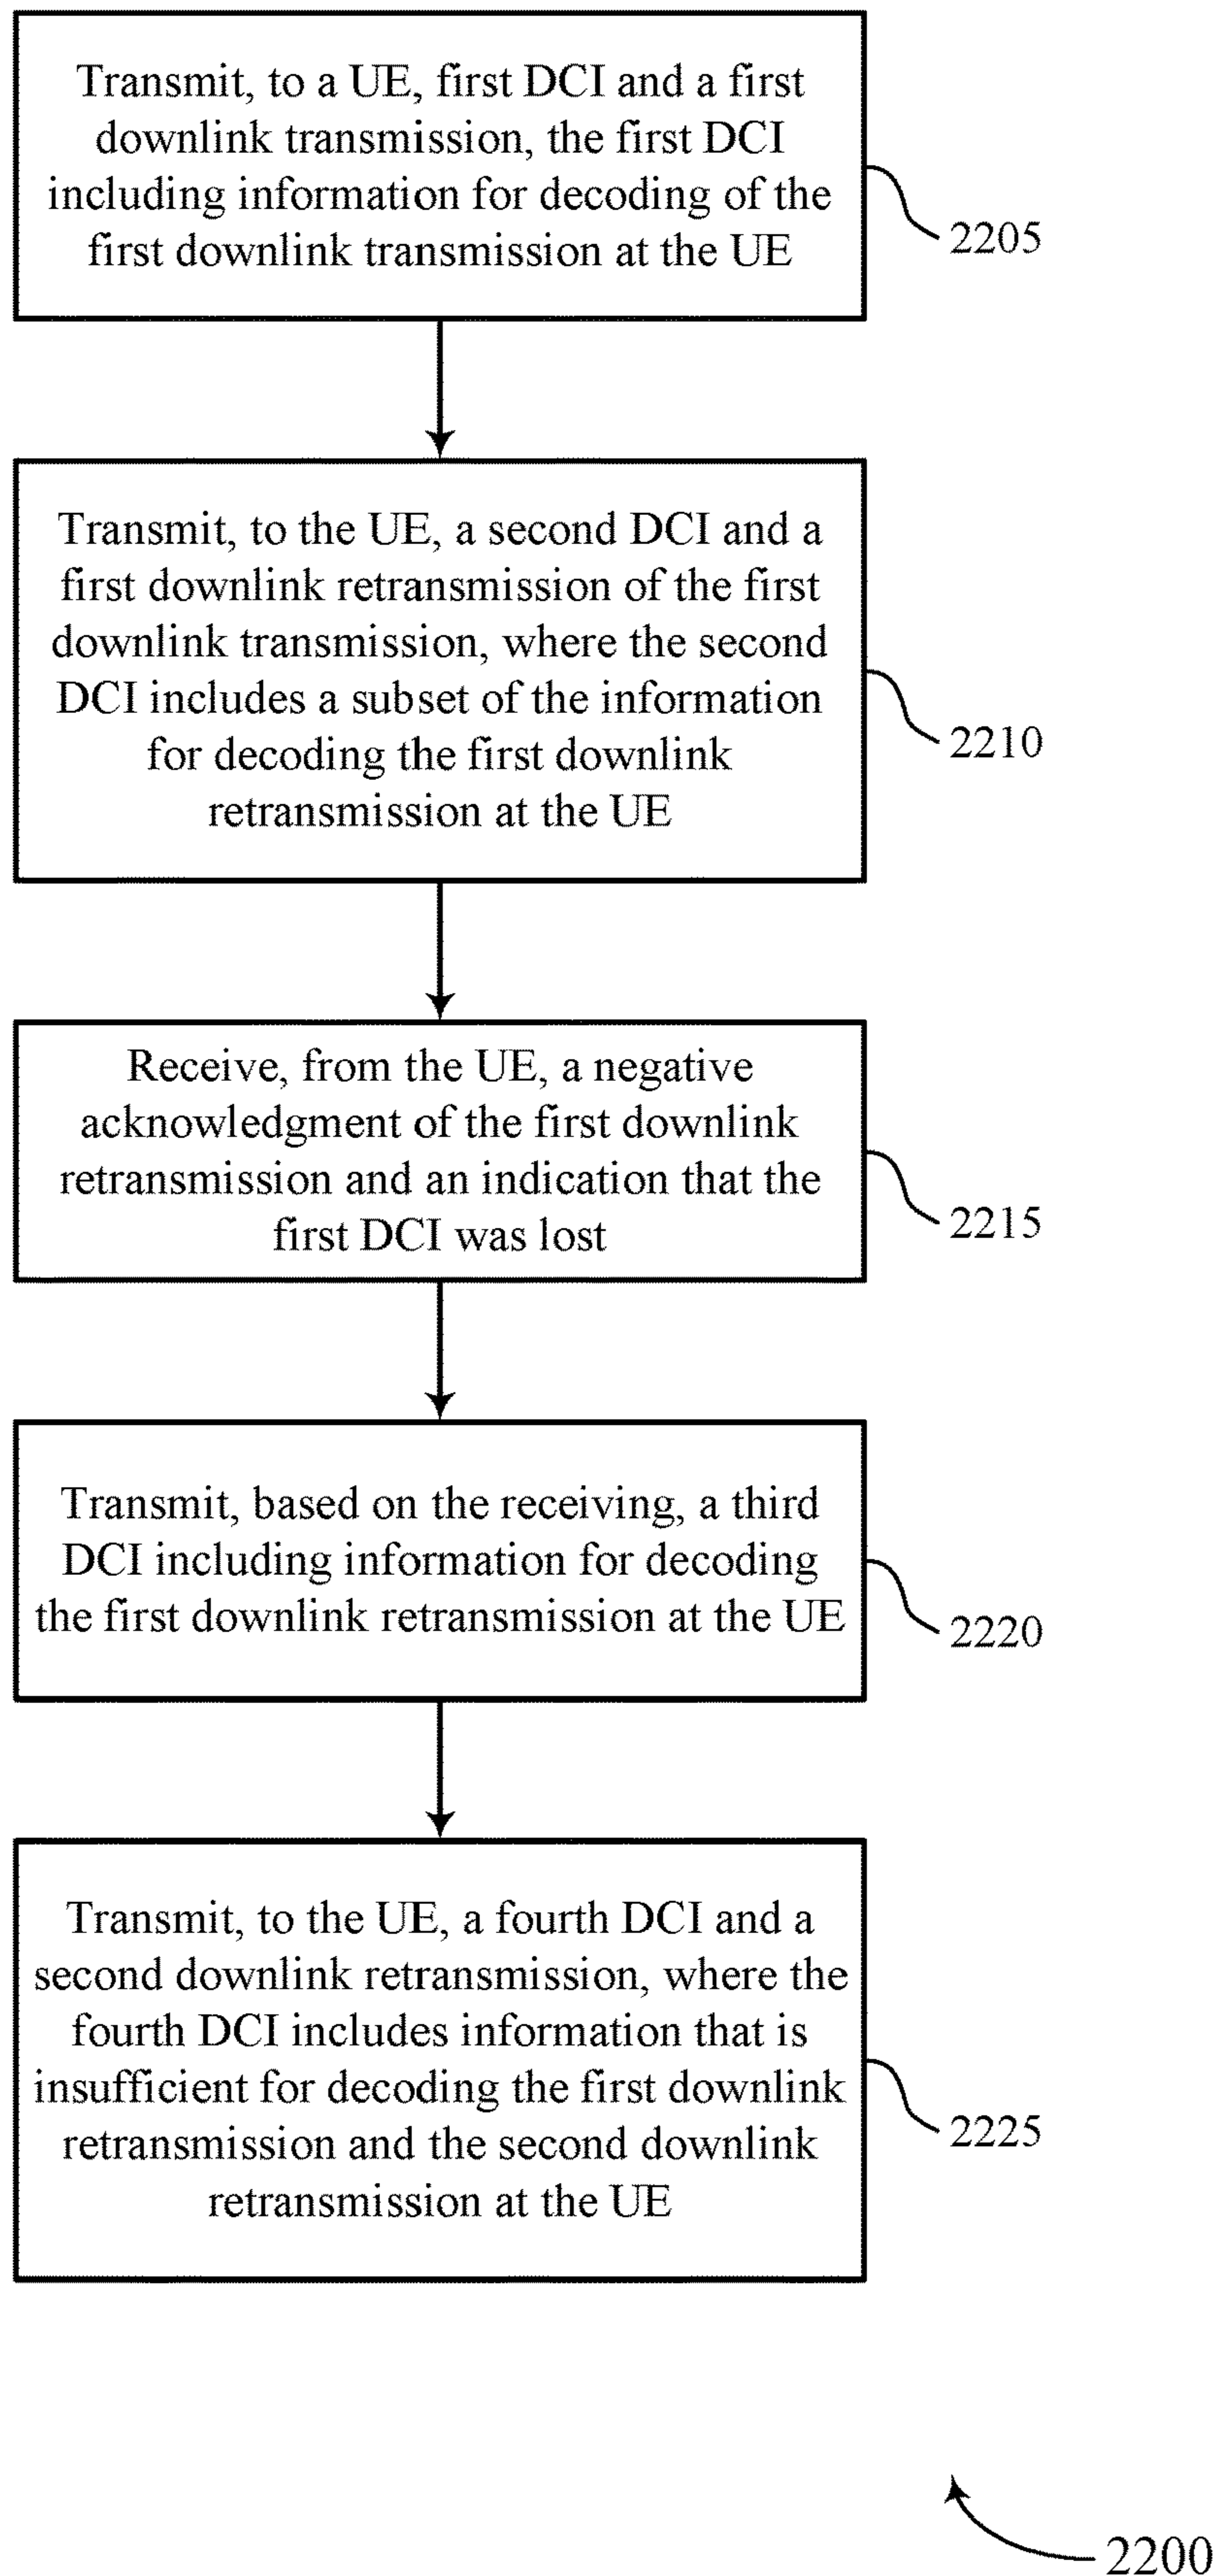 Transmit, to a UE, first DCI and a first
downlink transmission, the first DCI
including information for decoding of the
first downlink transmission at the UE
2205
Transmit, to the UE, a second DCI and a
first downlink retransmission of the first
downlink transmission, where the second
DCI includes a subset of the information
for decoding the first downlink
retransmission at the UE
2210
Receive, from the UE, a negative
acknowledgment of the first downlink
retransmission and an indication that the
first DCI was lost
2215
Transmit, based on the receiving, a third
DCI including information for decoding
the first downlink retransmission at the UE
2220
Transmit, to the UE, a fourth DCI and a
second downlink retransmission, where the
fourth DCI includes information that is
insufficient for decoding the first downlink
retransmission and the second downlink
retransmission at the UE
2225
2200